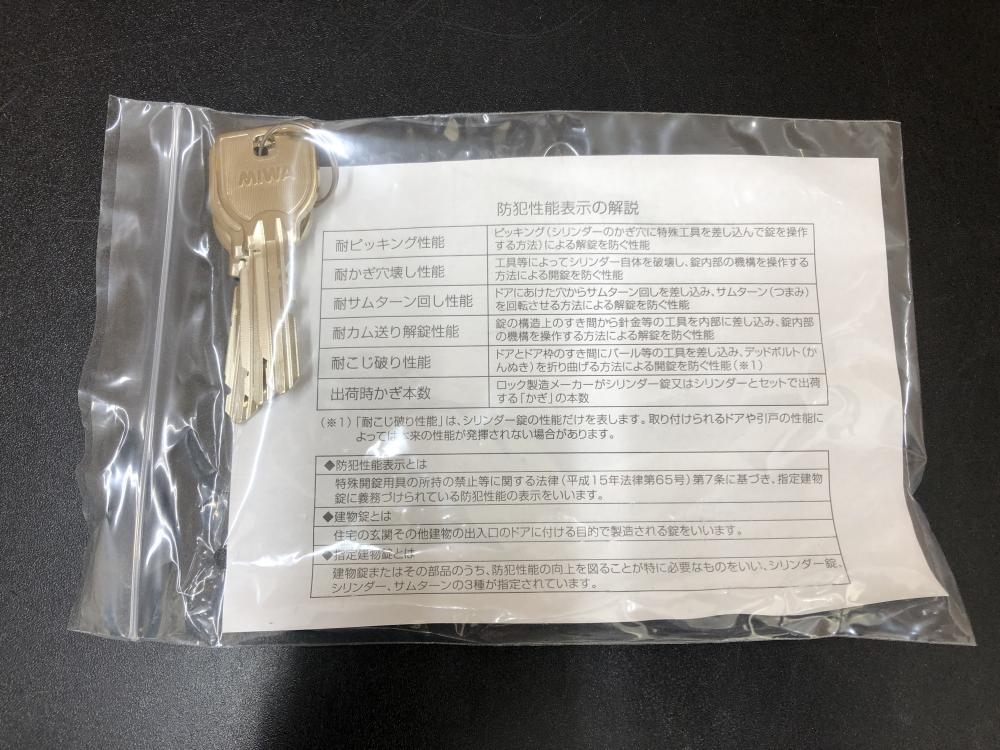 MIWA
防犯性能表示の解説
耐ピッキング性能
ピッキング(シリンダーのかぎ穴に特殊工具を差し込んで錠を操作
する方法)による解錠を防ぐ性能
耐かぎ穴壊し性能
工具等によってシリンダー自体を破壊し、錠内部の機構を操作する
方法による開錠を防ぐ性能
耐サムターン回し性能
ドアにあけた穴からサムターン回しを差し込み、サムターン(つまみ)
を回転させる方法による解錠を防ぐ性能
耐カム送り解錠性能
錠の構造上のすき間から針金等の工具を内部に差し込み、錠内部
の機構を操作する方法による解錠を防ぐ性能
耐こじ破り性能
ドアとドア枠のすき間にバール等の工具を差し込み、デッドボルト(か
んぬき)を折り曲げる方法による開錠を防ぐ性能(※1)
出荷時かぎ本数
ロック製造メーカーがシリンダー錠又はシリンダーとセットで出荷
する「かぎ」の本数
(※1)「耐こじ破り性能」は、シリンダー錠の性能だけを表します。取り付けられるドアや引戸の性能に
よっては本来の性能が発揮されない場合があります。
◆防犯性能表示とは
特殊開錠用具の所持の禁止等に関する法律(平成15年法律第65号)第7条に基づき、指定建物
錠に義務づけられている防犯性能の表示をいいます。
◆建物錠とは
住宅の玄関その他建物の出入口のドアに付ける目的で製造される錠をいいます。
◆指定建物錠とは
建物錠またはその部品のうち、防犯性能の向上を図ることが特に必要なものをいい、シリンダー錠、
シリンダー、サムターンの3種が指定されています。